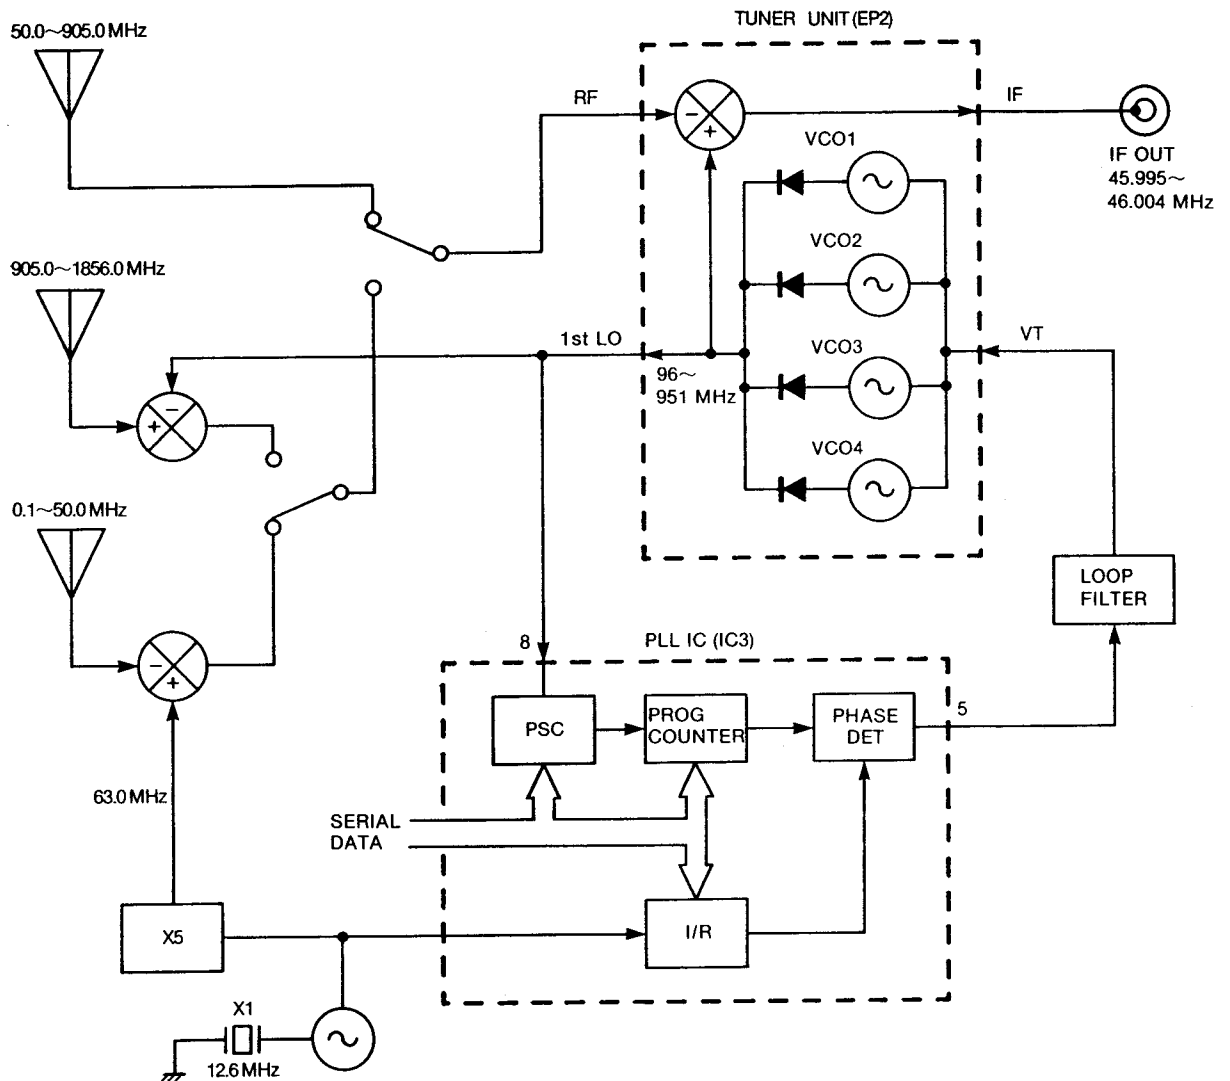 TUNER UNIT (EP2)
50.0~905.0 MHz
RF
-
+
IF
VCO1
IF OUT
45.995~
46.004 MHz
VCO2
905.0~1856.0 MHz
1st LO
96~
951 MHz
VCO3
VT
-
+
VCO4
0.1~50.0 MHz
LOOP
FILTER
-
+
8
PLL IC (IC3)
PSC
PROG
COUNTER
PHASE
DET
5
63.0 MHz
SERIAL
DATA
X5
I/R
X1
12.6 MHz